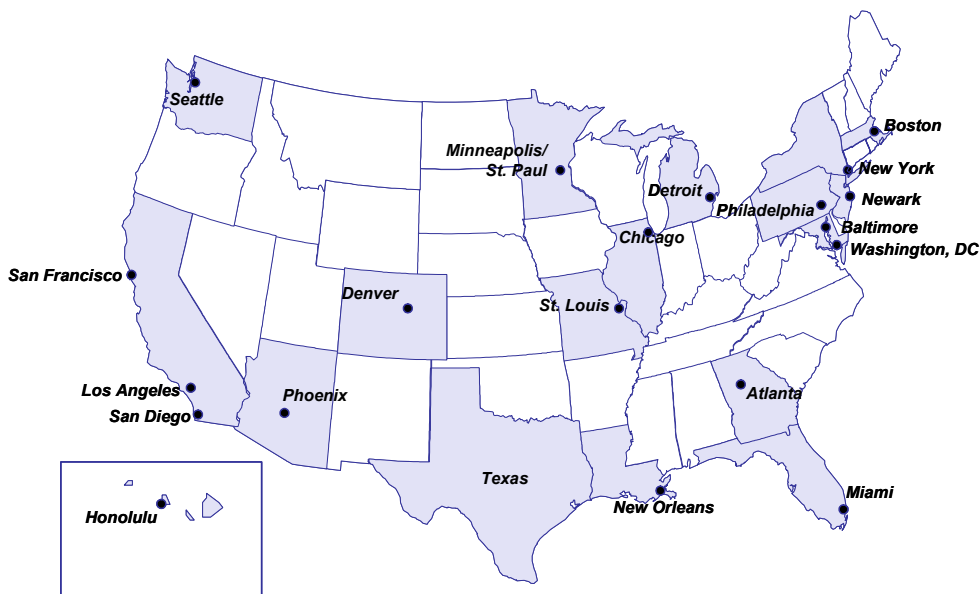 Seattle
Minneapolis/
St. Paul
Boston
New York
Detroit
Newark
Philadelphia
Baltimore
Chicago
Washington, DC
San Francisco
Denver
St. Louis
Los Angeles
Phoenix
Atlanta
San Diego
Texas
Miami
New Orleans
Honolulu